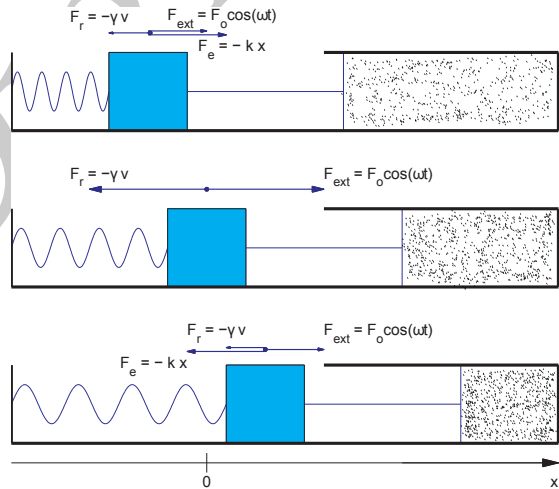 F_r = −γ v
F_ext = F_o cos(ωt)
F_e = − k x
F_r = −γ v
F_ext = F_o cos(ωt)
F_r = −γ v
F_ext = F_o cos(ωt)
F_e = − k x
0
x